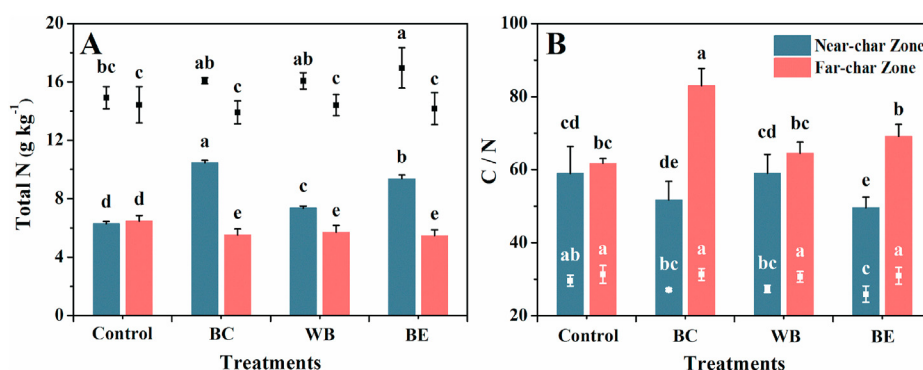 A
Total N (g kg⁻¹)
20
16
12
8
4
0
bc c ab c ab c a c
d d a e c e b e
Control BC WB BE
Treatments
B
Near-char Zone
Far-char Zone
C / N
100
80
60
40
20
cd bc de a cd bc e b
ab a bc a bc a c a
Control BC WB BE
Treatments